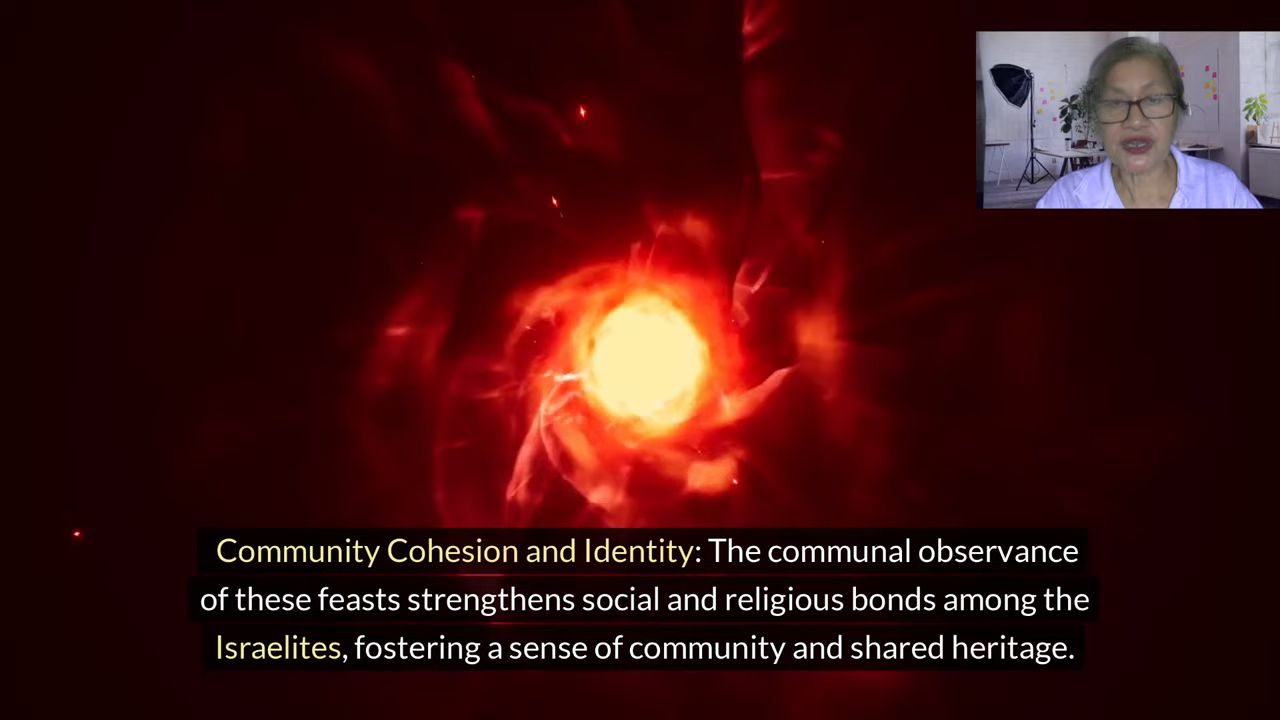 Community Cohesion and Identity: The communal observance
of these feasts strengthens social and religious bonds among the
Israelites, fostering a sense of community and shared heritage.